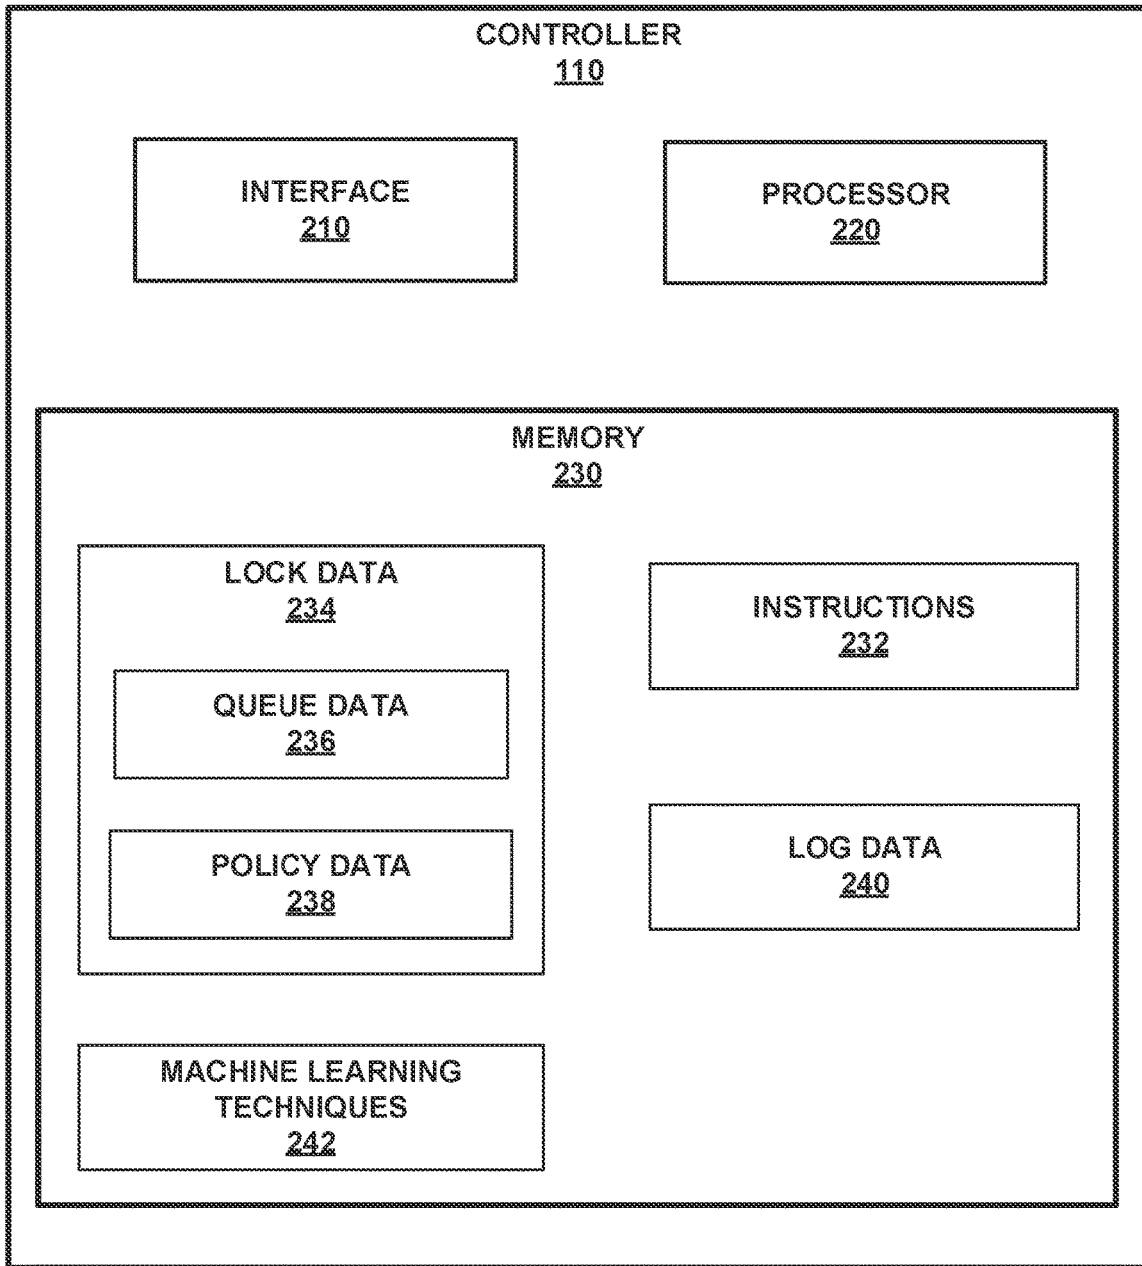 CONTROLLER
110
INTERFACE
210
PROCESSOR
220
MEMORY
230
LOCK DATA
234
QUEUE DATA
236
POLICY DATA
238
INSTRUCTIONS
232
LOG DATA
240
MACHINE LEARNING
TECHNIQUES
242